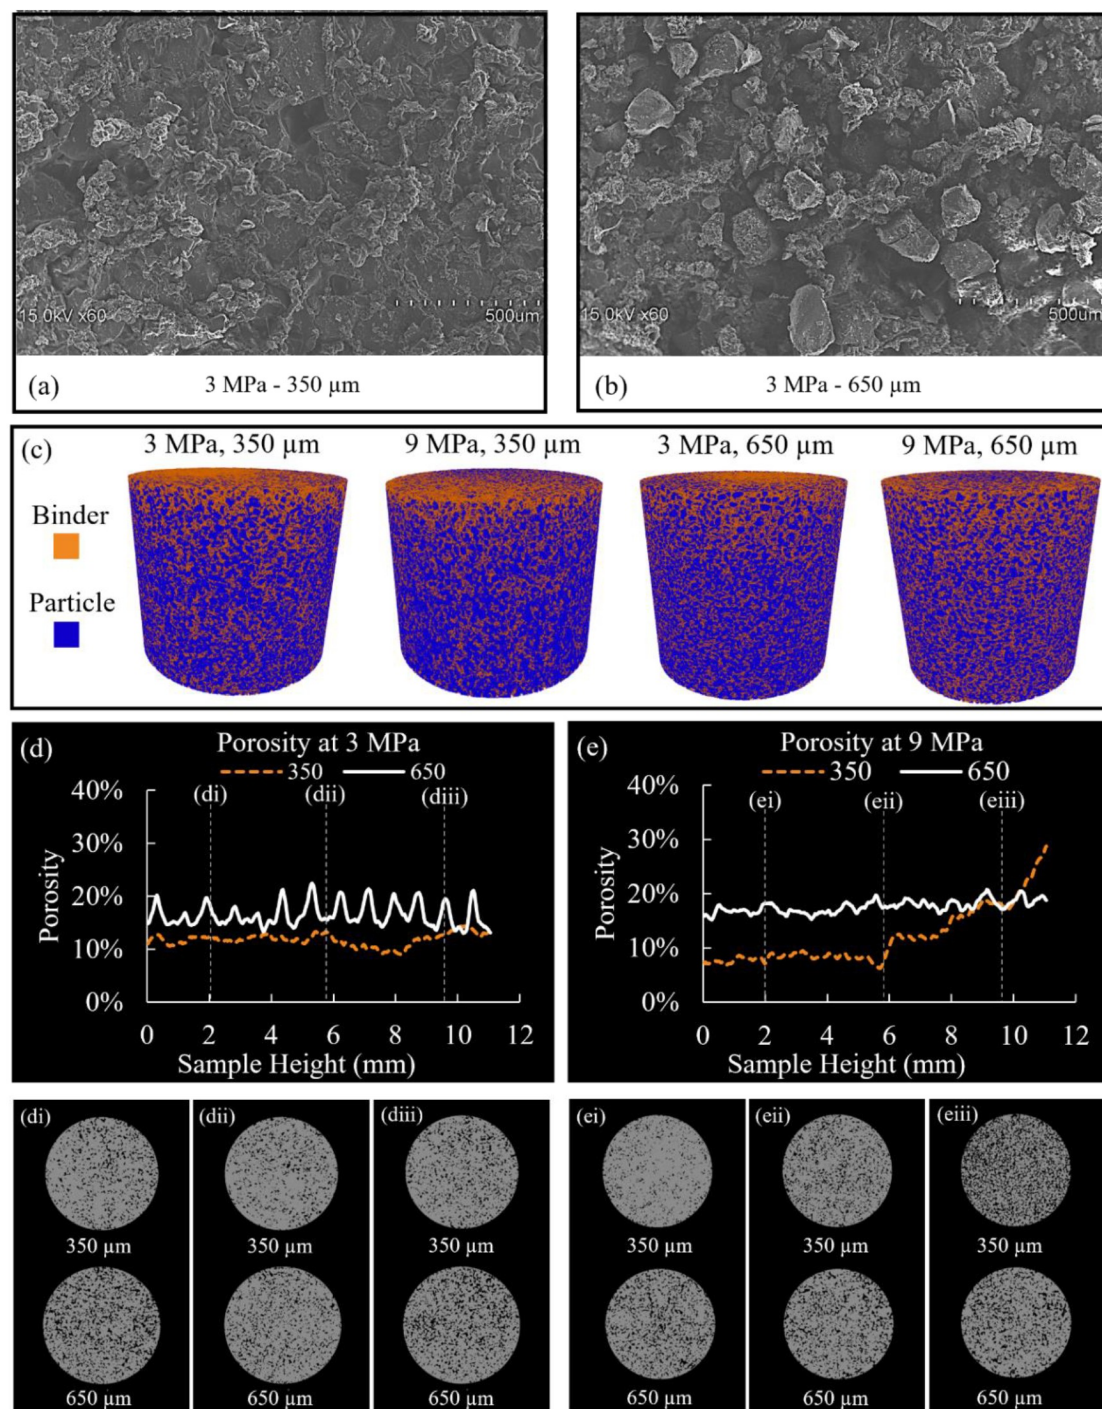 15.0kV x60
500um
(a)
3 MPa - 350 µm
15.0kV x60
500um
(b)
3 MPa - 650 µm
(c)
3 MPa, 350 µm
9 MPa, 350 µm
3 MPa, 650 µm
9 MPa, 650 µm
Binder
Particle
(d)
Porosity at 3 MPa
350
650
(di)
(dii)
(diii)
40%
30%
20%
10%
0%
Porosity
0 2 4 6 8 10 12
Sample Height (mm)
(e)
Porosity at 9 MPa
350
650
(ei)
(eii)
(eiii)
40%
30%
20%
10%
0%
Porosity
0 2 4 6 8 10 12
Sample Height (mm)
(di)
350 µm
650 µm
(dii)
350 µm
650 µm
(diii)
350 µm
650 µm
(ei)
350 µm
650 µm
(eii)
350 µm
650 µm
(eiii)
350 µm
650 µm